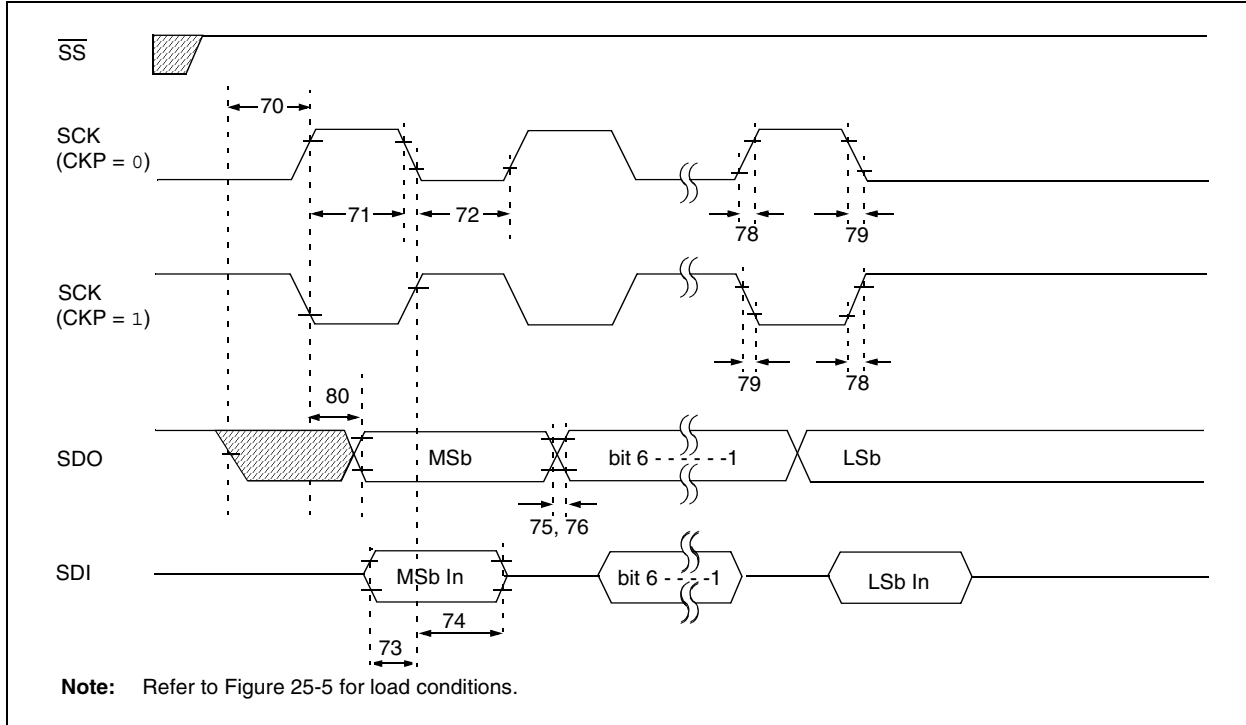 SS
70
SCK
(CKP = 0)
71
72
78
79
SCK
(CKP = 1)
79
78
80
SDO
MSb
bit 6 - - - - - -1
LSb
75, 76
SDI
MSb In
bit 6 - - - - -1
LSb In
74
73
Note: Refer to Figure 25-5 for load conditions.